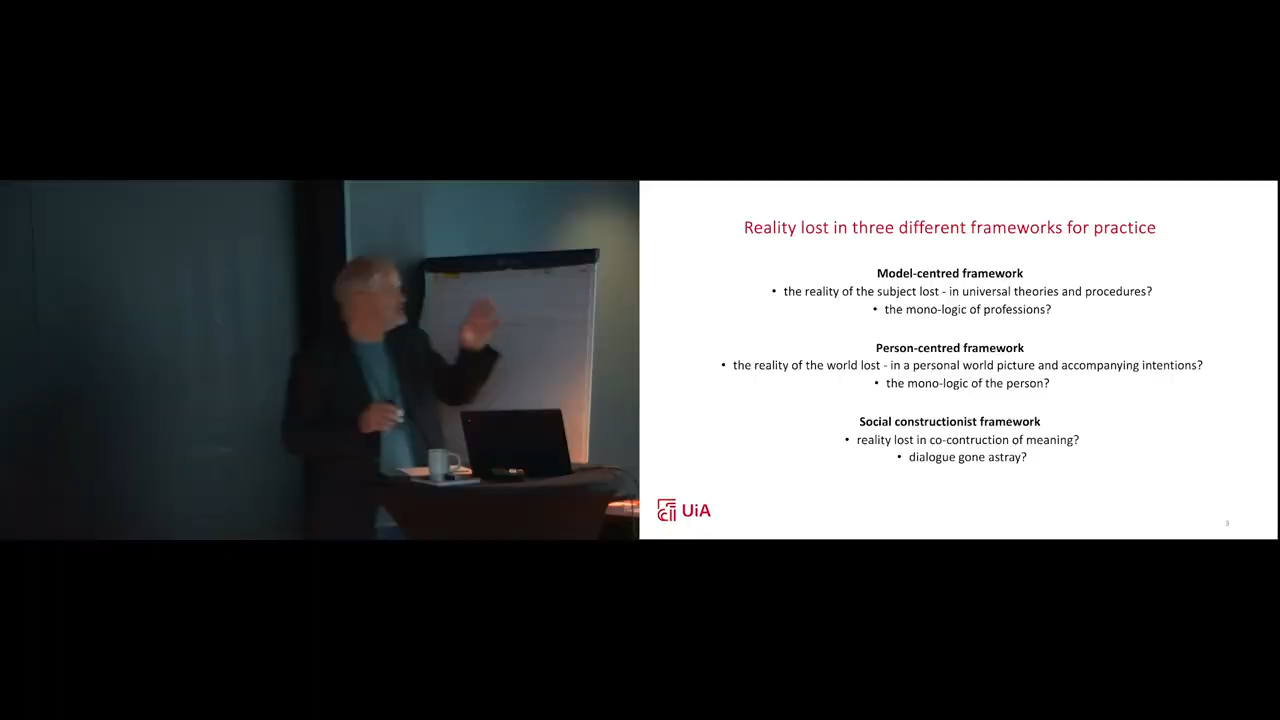 Reality lost in three different frameworks for practice
Model-centred framework
• the reality of the subject lost - in universal theories and procedures?
• the mono-logic of professions?
Person-centred framework
• the reality of the world lost - in a personal world picture and accompanying intentions?
• the mono-logic of the person?
Social constructionist framework
• reality lost in co-contruction of meaning?
• dialogue gone astray?
UiA
3